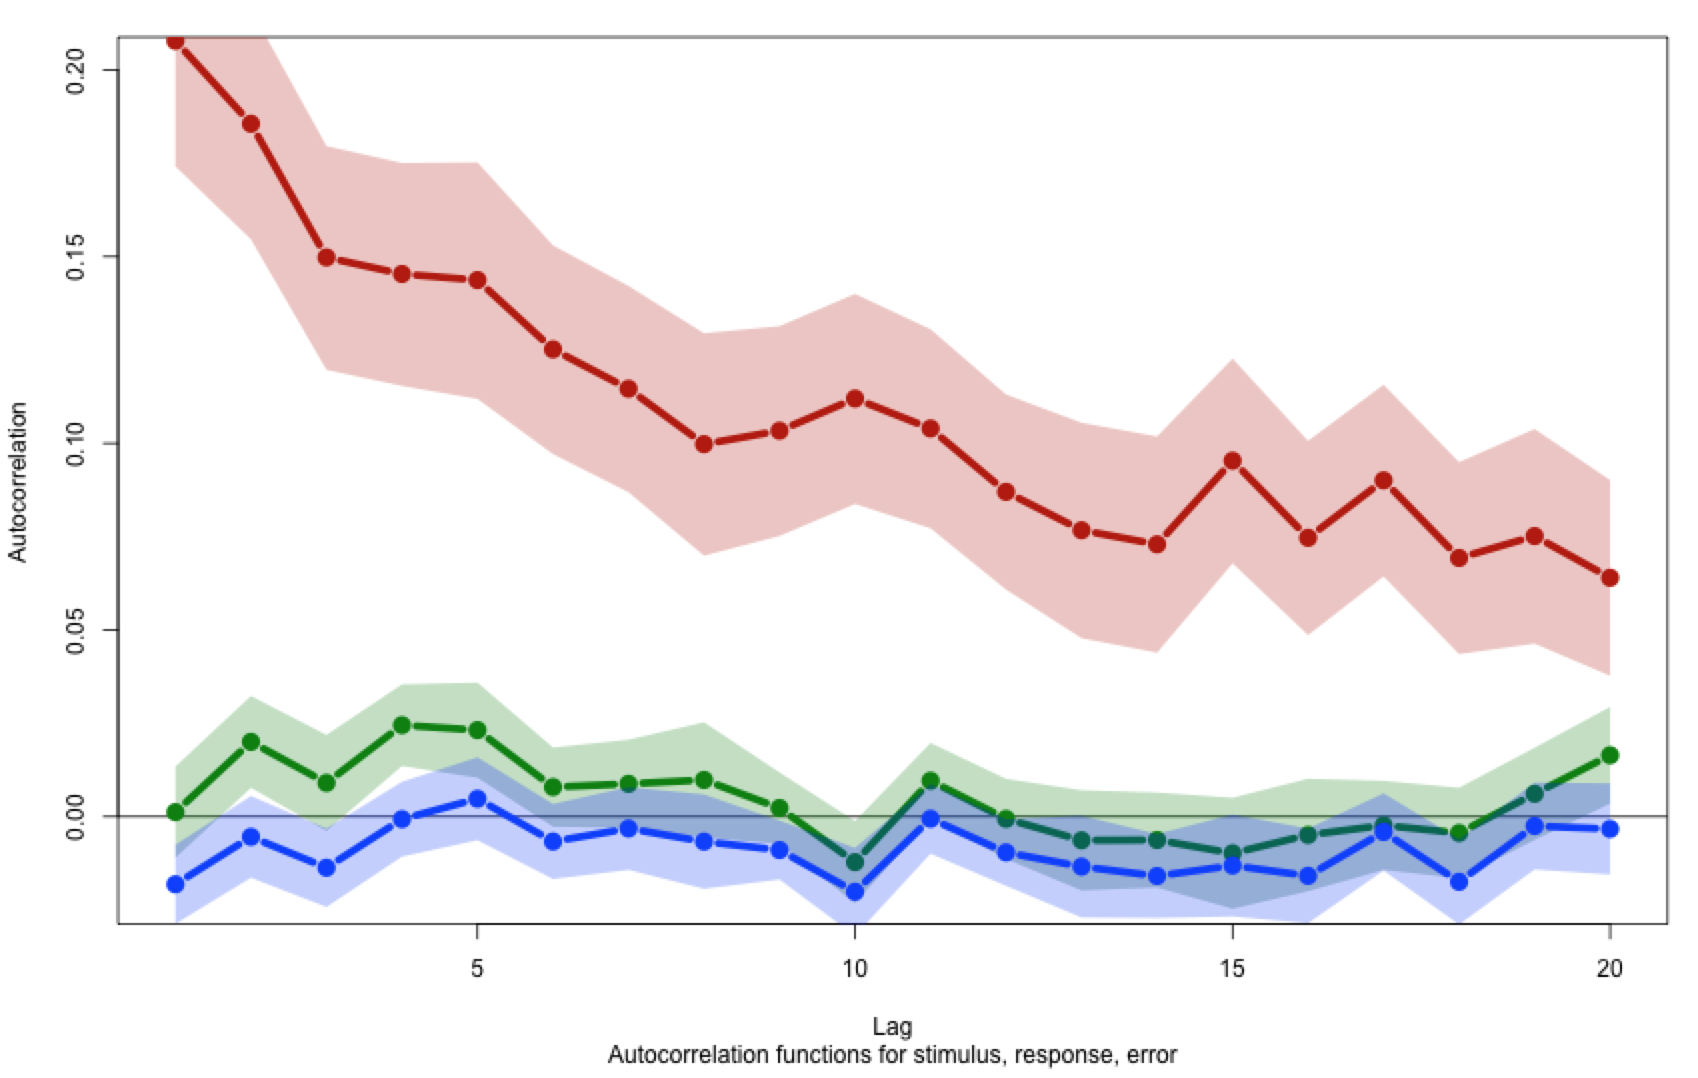 0.20
0.15
0.10
0.05
0.00
Autocorrelation
5 10 15 20
Lag
Autocorrelation functions for stimulus, response, error